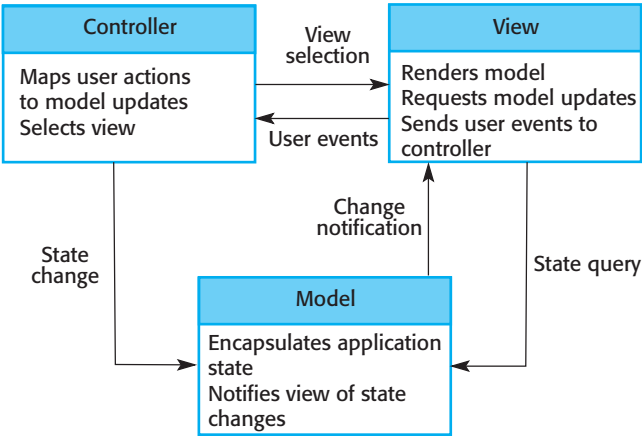 Controller
Maps user actions
to model updates
Selects view
View
selection
User events
View
Renders model
Requests model updates
Sends user events to
controller
State
change
Change
notification
State query
Model
Encapsulates application
state
Notifies view of state
changes